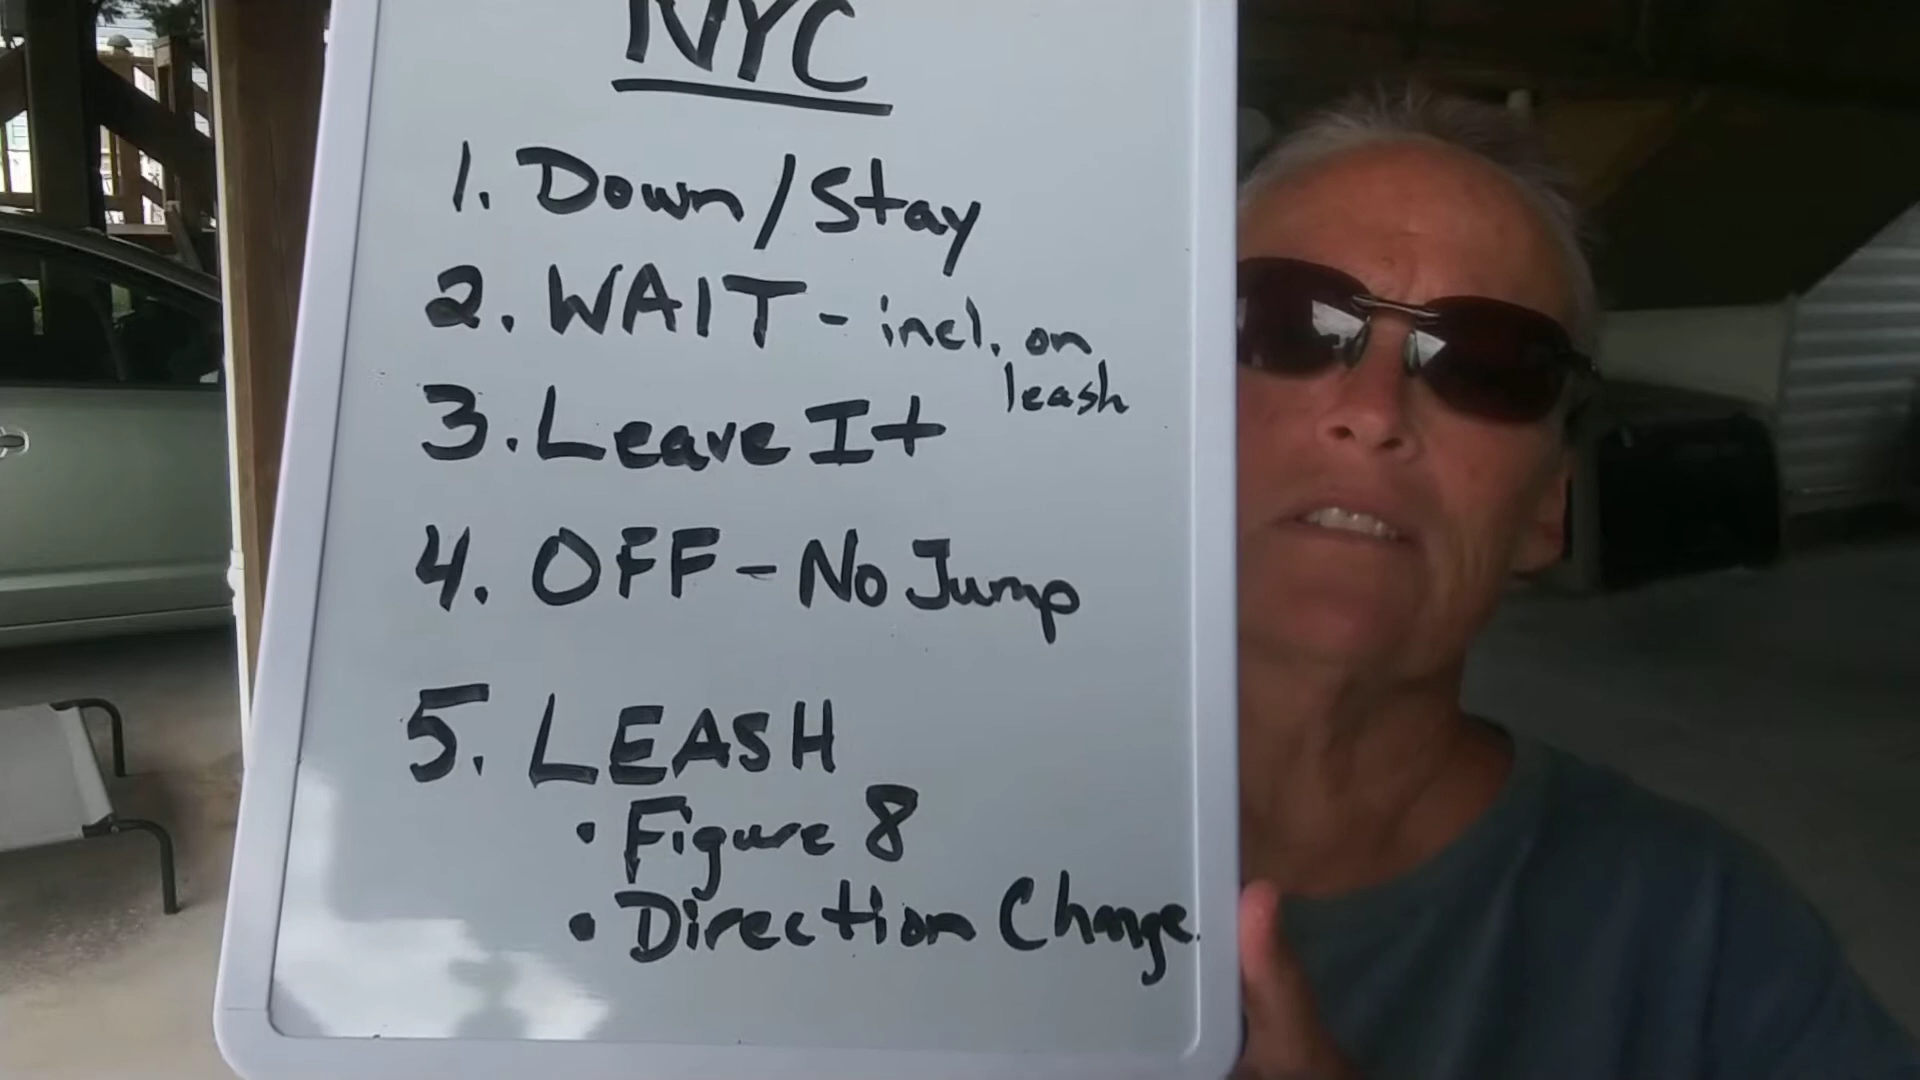 NYC
1. Down/Stay
2. WAIT - incl. on
leash
3. Leave It
4. OFF - No Jump
5. LEASH
• Figure 8
• Direction Change